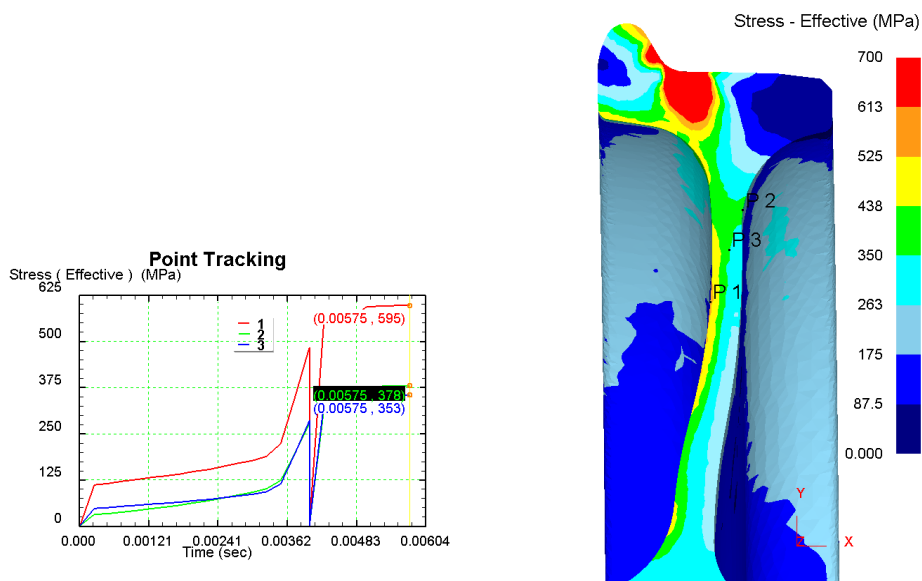 Stress - Effective (MPa)
700
613
525
438
350
263
175
87.5
0.000
P 2
P 3
P 1
Y
Z
X
Point Tracking
Stress ( Effective ) (MPa)
625
500
375
250
125
0
1
2
3
(0.00575 , 595)
(0.00575 , 378)
(0.00575 , 353)
0.000 0.00121 0.00241 0.00362 0.00483 0.00604
Time (sec)